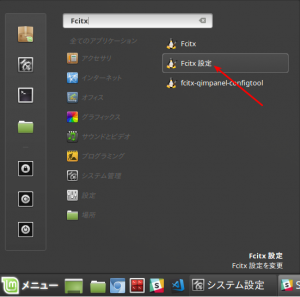 Fcitx
全てのアプリケーション
アクセサリ
インターネット
オフィス
グラフィックス
サウンドとビデオ
プログラミング
システム管理
設定
場所
Fcitx
Fcitx 設定
fcitx-qimpanel-configtool
Fcitx 設定
Fcitx 設定を変更
メニュー
システム設定
S